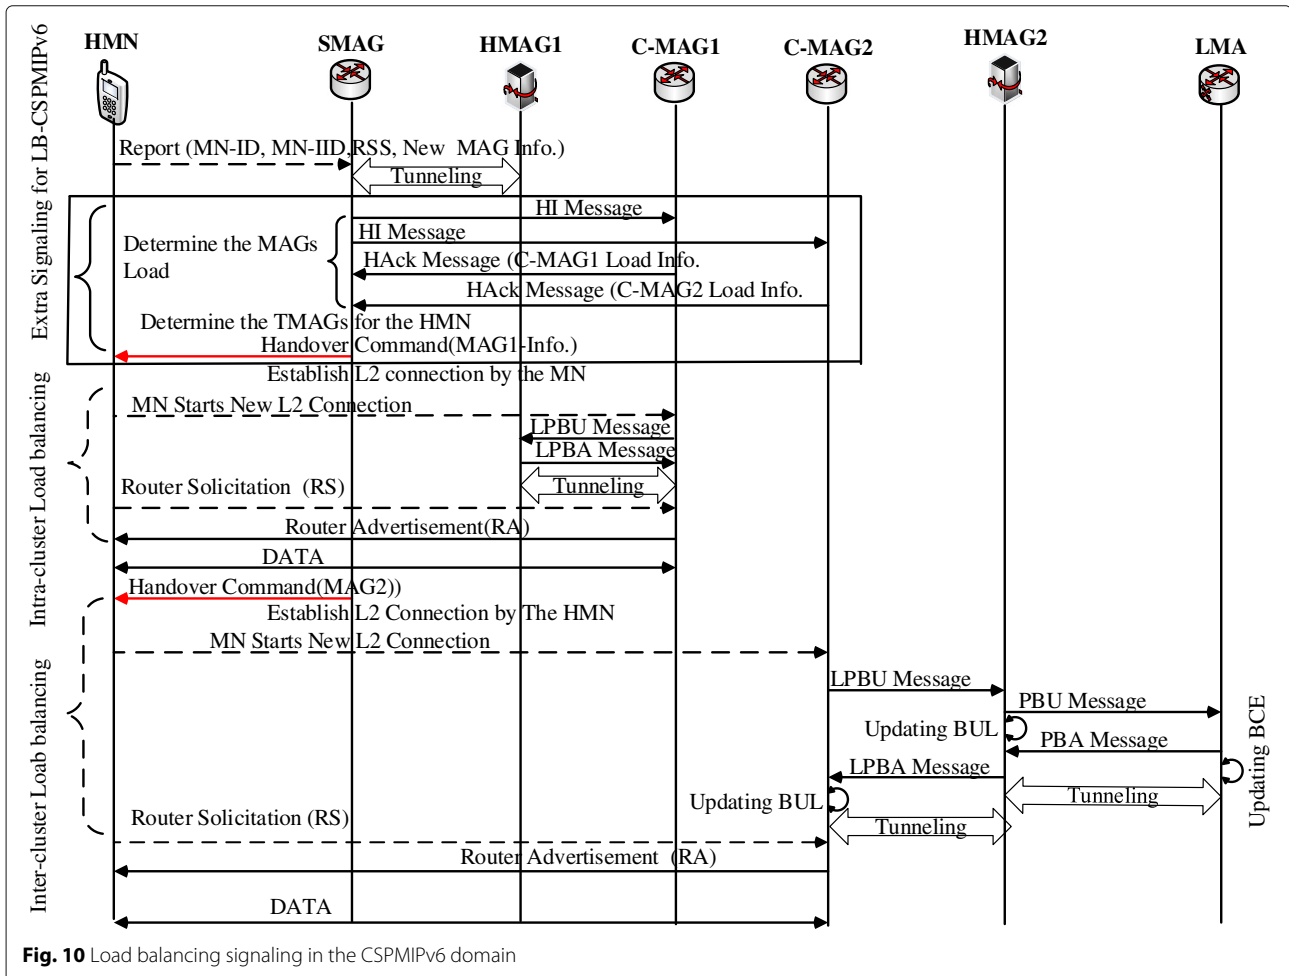 HMN
SMAG
HMAG1
C-MAG1
C-MAG2
HMAG2
LMA
Extra Signaling for LB-CSPMIPv6
Report (MN-ID, MN-IID,RSS, New MAG Info.)
Tunneling
HI Message
Determine the MAGs
Load
HI Message
HAck Message (C-MAG1 Load Info.
HAck Message (C-MAG2 Load Info.
Determine the TMAGs for the HMN
Handover Command(MAG1-Info.)
Establish L2 connection by the MN
Intra-cluster Load balancing
MN Starts New L2 Connection
LPBU Message
LPBA Message
Tunneling
Router Solicitation (RS)
Router Advertisement(RA)
DATA
Handover Command(MAG2))
Establish L2 Connection by The HMN
Inter-cluster Loab balancing
MN Starts New L2 Connection
LPBU Message
PBU Message
Updating BUL
PBA Message
Updating BCE
LPBA Message
Tunneling
Updating BUL
Tunneling
Router Solicitation (RS)
Router Advertisement (RA)
DATA
Fig. 10 Load balancing signaling in the CSPMIPv6 domain